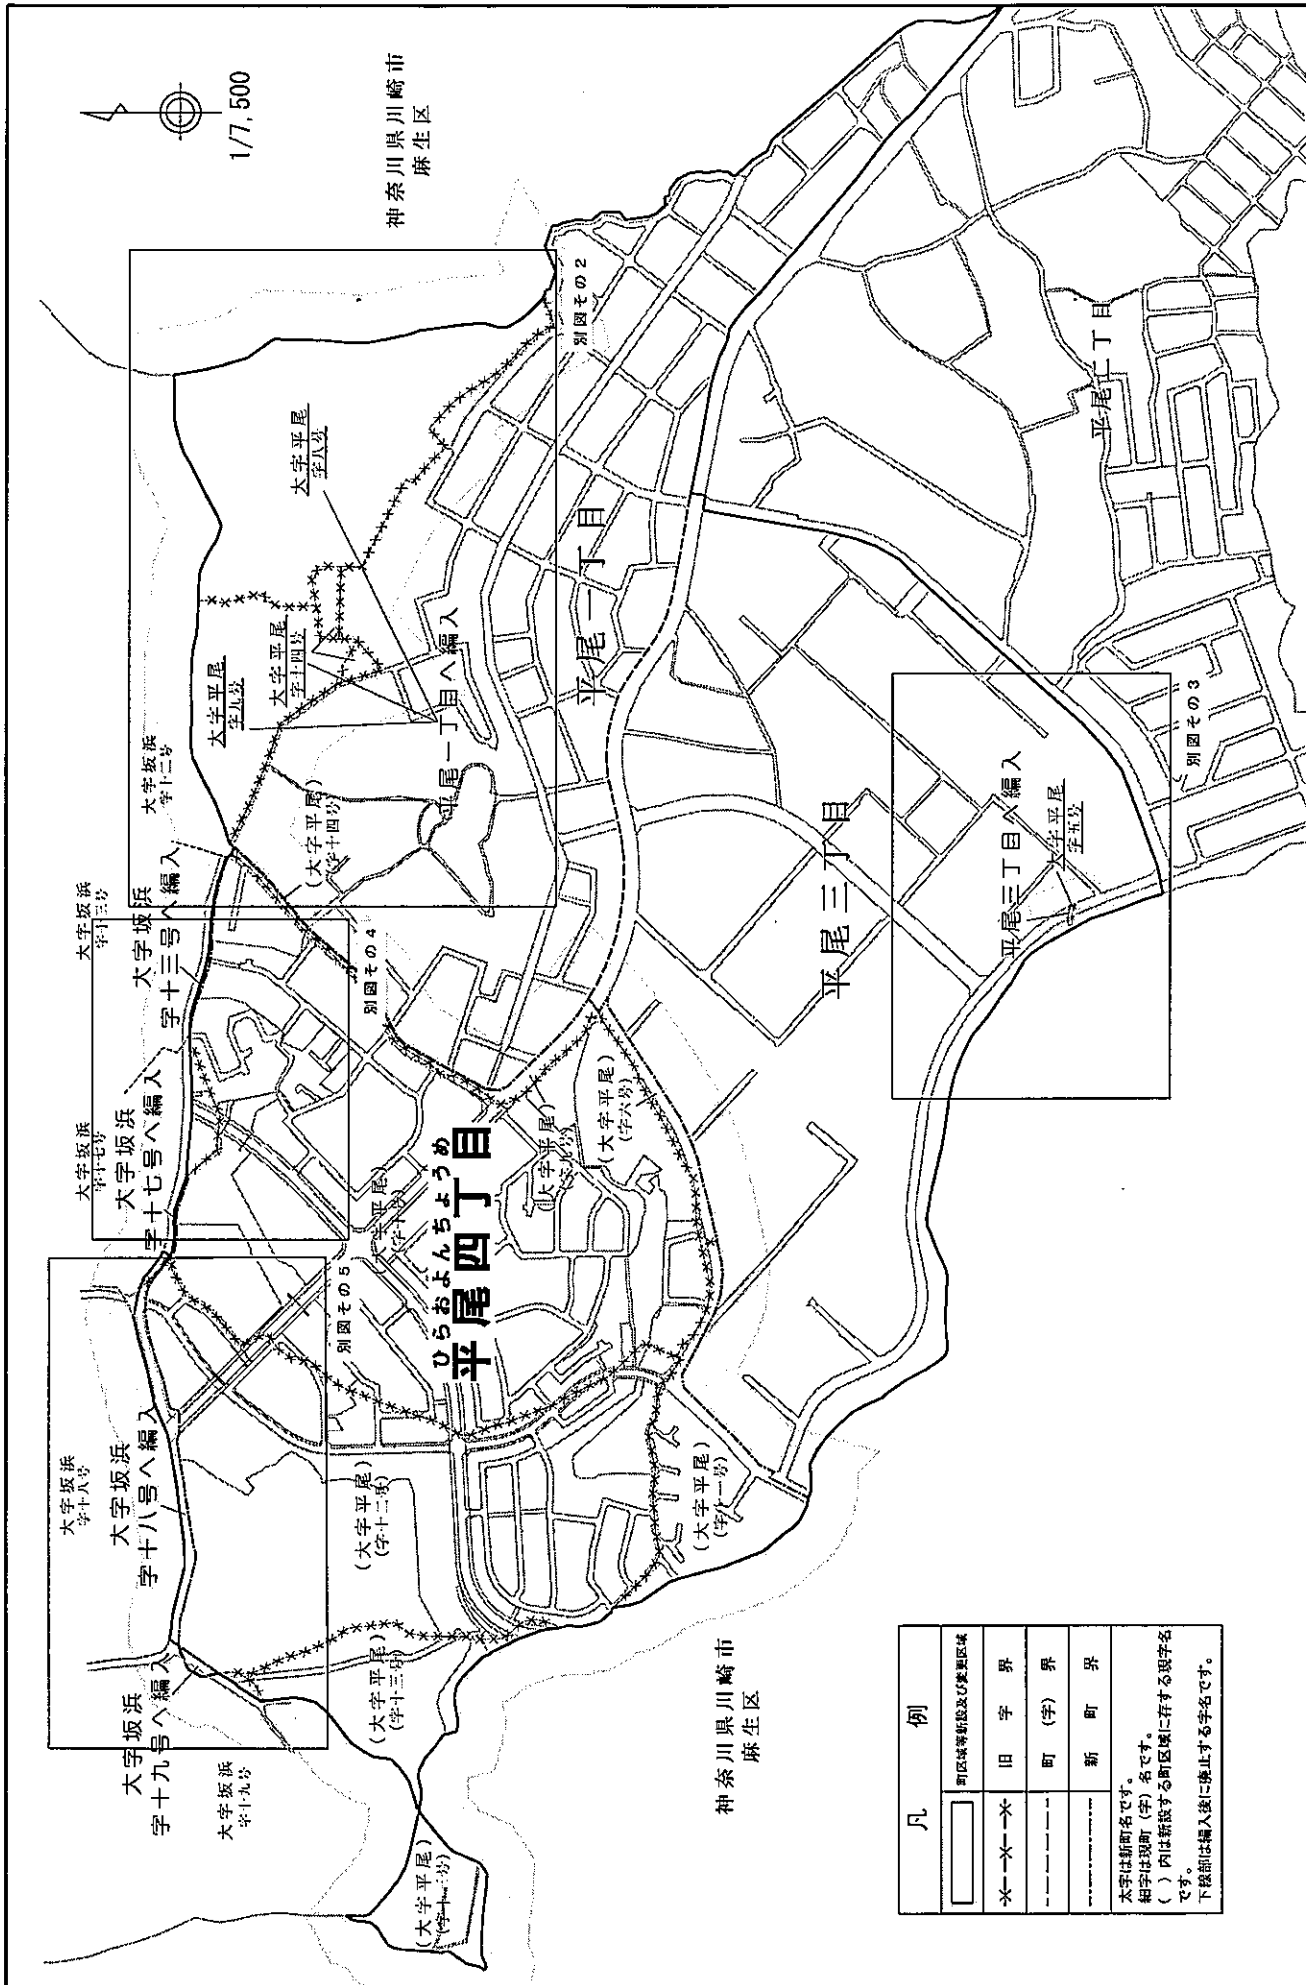 1/7,500
神奈川県川崎市
麻生区
別図その2
大字平尾
字八号
大字平尾
字九号
大字平尾
字十四号
平尾一丁目へ編入
平尾一丁目
平尾二丁目
大字坂浜
字十二号
(大字平尾)
(字十四号)
大字坂浜
字十三号
大字坂浜
字十三号へ編入
別図その4
平尾三丁目
平尾三丁目へ編入
大字平尾
字五号
別図その3
大字坂浜
字十七号
大字坂浜
字十七号へ編入
(大字平尾)
(大字平尾)
(字六号)
(大字平尾)
ひらおよんちょうめ
平尾四丁目
別図その5
大字坂浜
字十八号
大字坂浜
字十八号へ編入
(大字平尾)
(字十二号)
(大字平尾)
(字十一号)
大字坂浜
字十九号へ編入
大字坂浜
字十九号
(大字平尾)
(字十三号)
(大字平尾)
(字十三号)
神奈川県川崎市
麻生区
凡例
町区域等新設及び変更区域
旧字界
町(字)界
新町界
太字は新町名です。
細字は現町(字)名です。
( )内は新設する町区域に存する現字名
です。
下線部は編入後に廃止する字名です。